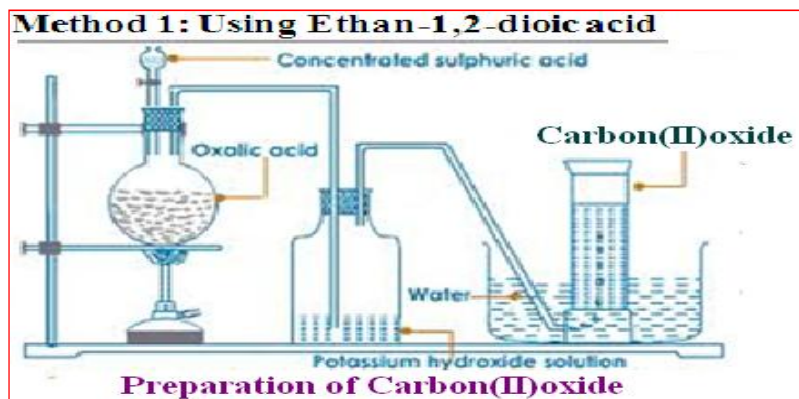 Method 1: Using Ethan-1,2-dioic acid
Concentrated sulphuric acid
Oxalic acid
Carbon(II)oxide
Water
Potassium hydroxide solution
Preparation of Carbon(II)oxide